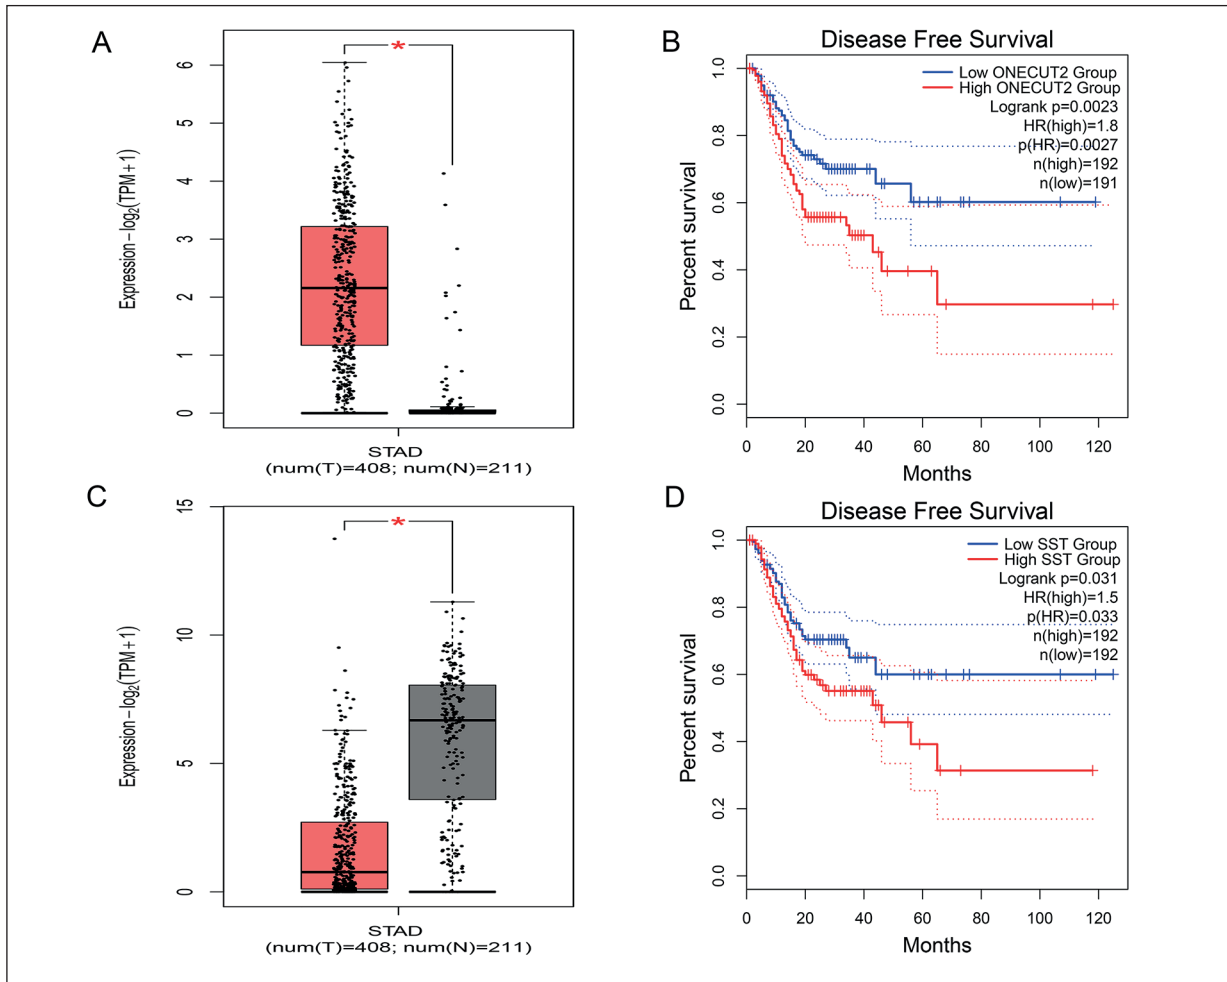 A
Expression – log2(TPM + 1)
6
5
4
3
2
1
0
*
STAD
(num(T)=408; num(N)=211)
B
Disease Free Survival
Low ONECUT2 Group
High ONECUT2 Group
Logrank p=0.0023
HR(high)=1.8
p(HR)=0.0027
n(high)=192
n(low)=191
Percent survival
1.0
0.8
0.6
0.4
0.2
0.0
0 20 40 60 80 100 120
Months
C
Expression – log2(TPM + 1)
15
10
5
0
*
STAD
(num(T)=408; num(N)=211)
D
Disease Free Survival
Low SST Group
High SST Group
Logrank p=0.031
HR(high)=1.5
p(HR)=0.033
n(high)=192
n(low)=192
Percent survival
1.0
0.8
0.6
0.4
0.2
0.0
0 20 40 60 80 100 120
Months